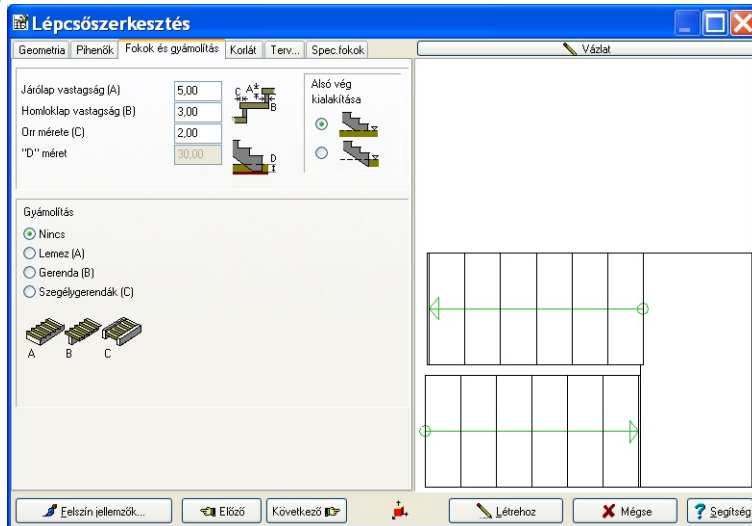 Lépcsőszerkesztés
Geometria Pihenők Fokok és gyámolítás Korlát Terv... Spec.fokok
Vázlat
Járólap vastagság (A) 5,00
Homloklap vastagság (B) 3,00
Orr mérete (C) 2,00
"D" méret 30,00
C A B
D
Alsó vég
kialakítása
Gyámolítás
Nincs
Lemez (A)
Gerenda (B)
Szegélygerendák (C)
A B C
Felszín jellemzők... Előző Következő Létrehoz Mégse ? Segítség